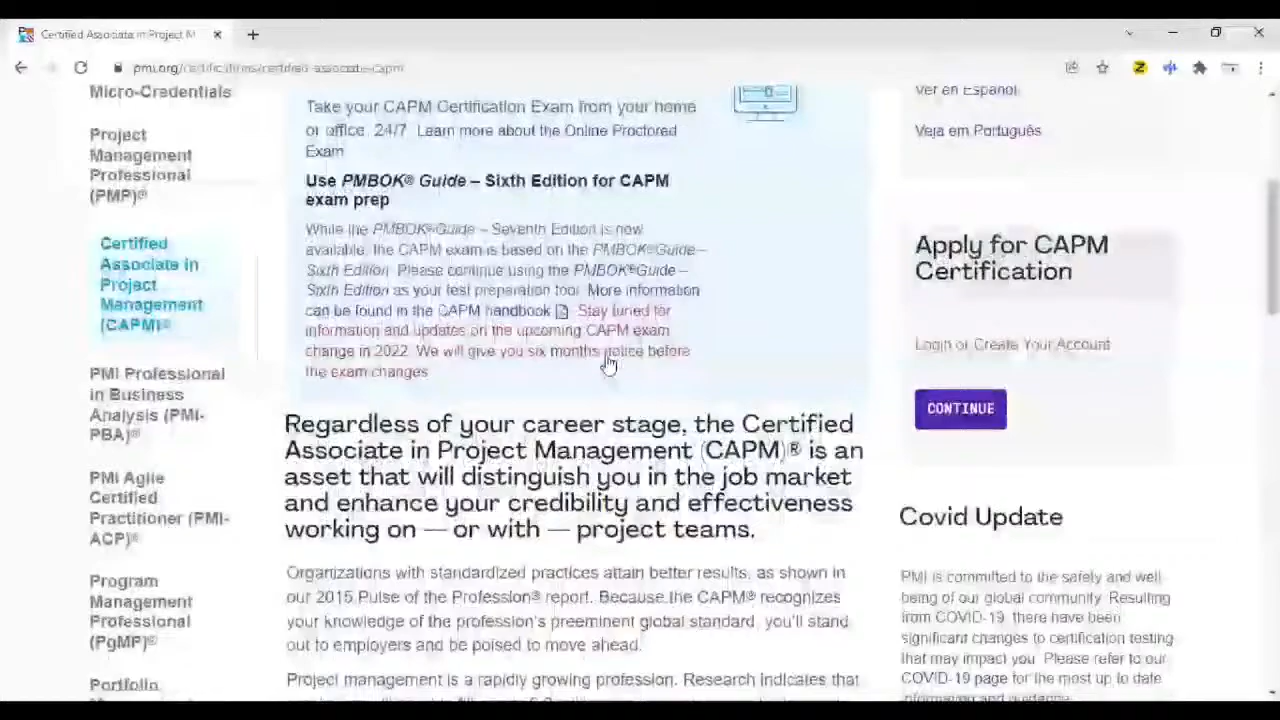 Certified Associate in Project M
pmi.org/certifications/certified-associate-capm
Micro-Credentials
Project
Management
Professional
(PMP)®
Certified
Associate in
Project
Management
(CAPM)®
PMI Professional
in Business
Analysis (PMI-
PBA)®
PMI Agile
Certified
Practitioner (PMI-
ACP)®
Program
Management
Professional
(PgMP)®
Portfolio
Take your CAPM Certification Exam from your home
or office, 24/7. Learn more about the Online Proctored
Exam
Use PMBOK® Guide – Sixth Edition for CAPM
exam prep
While the PMBOK® Guide – Seventh Edition is now
available, the CAPM exam is based on the PMBOK® Guide –
Sixth Edition. Please continue using the PMBOK® Guide –
Sixth Edition as your test preparation tool. More information
can be found in the CAPM handbook Stay tuned for
information and updates on the upcoming CAPM exam
change in 2022. We will give you six months notice before
the exam changes.
Regardless of your career stage, the Certified
Associate in Project Management (CAPM)® is an
asset that will distinguish you in the job market
and enhance your credibility and effectiveness
working on — or with — project teams.
Organizations with standardized practices attain better results, as shown in
our 2015 Pulse of the Profession® report. Because the CAPM® recognizes
your knowledge of the profession's preeminent global standard, you'll stand
out to employers and be poised to move ahead.
Project management is a rapidly growing profession. Research indicates that
Ver en Español
Veja em Português
Apply for CAPM
Certification
Login or Create Your Account
CONTINUE
Covid Update
PMI is committed to the safety and well
being of our global community. Resulting
from COVID-19, there have been
significant changes to certification testing
that may impact you. Please refer to our
COVID-19 page for the most up to date
information and guidance.